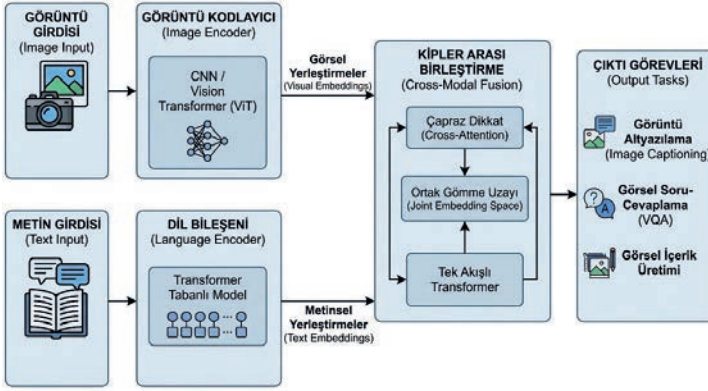 GÖRÜNTÜ
GİRDİSİ
(Image Input)
GÖRÜNTÜ KODLAYICI
(Image Encoder)
CNN /
Vision
Transformer (ViT)
Görsel
Yerleştirmeler
(Visual Embeddings)
METİN GİRDİSİ
(Text Input)
DİL BİLEŞENİ
(Language Encoder)
Transformer
Tabanlı Model
Metinsel
Yerleştirmeler
(Text Embeddings)
KİPLER ARASI
BİRLEŞTİRME
(Cross-Modal Fusion)
Çapraz Dikkat
(Cross-Attention)
Ortak Gömme Uzayı
(Joint Embedding Space)
Tek Akışlı
Transformer
ÇIKTI GÖREVLERİ
(Output Tasks)
Görüntü
Altyazılama
(Image Captioning)
Görsel Soru-
Cevaplama
(VQA)
Görsel İçerik
Üretimi
? A